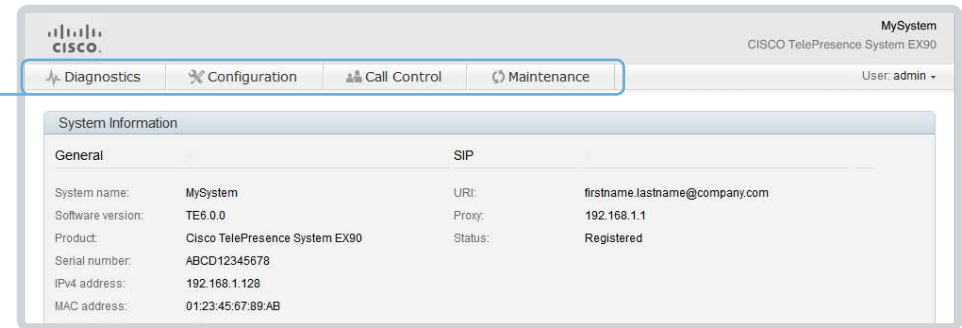 CISCO.
MySystem
CISCO TelePresence System EX90
Diagnostics Configuration Call Control Maintenance User: admin
System Information
General SIP
System name: MySystem URI: firstname.lastname@company.com
Software version: TE6.0.0 Proxy: 192.168.1.1
Product: Cisco TelePresence System EX90 Status: Registered
Serial number: ABCD12345678
IPv4 address: 192.168.1.128
MAC address: 01:23:45:67:89:AB